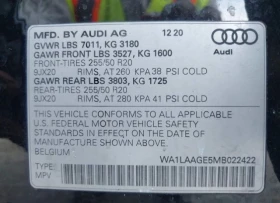 MFD. BY AUDI AG 12 20
GVWR LBS 7011, KG 3180
GAWR FRONT LBS 3527, KG 1600
FRONT-TIRES 255/50 R20
9JX20 RIMS, AT 260 KPA 38 PSI COLD
GAWR REAR LBS 3803, KG 1725
REAR-TIRES 255/50 R20
9JX20 RIMS, AT 280 KPA 41 PSI COLD
Audi
THIS VEHICLE CONFORMS TO ALL APPLICABLE
U.S. FEDERAL MOTOR VEHICLE SAFETY
STANDARDS IN EFFECT ON THE DATE OF
MANUFACTURE SHOWN ABOVE.
BELGIUM WA1LAAGE5MB022422
TYPE:
MPV